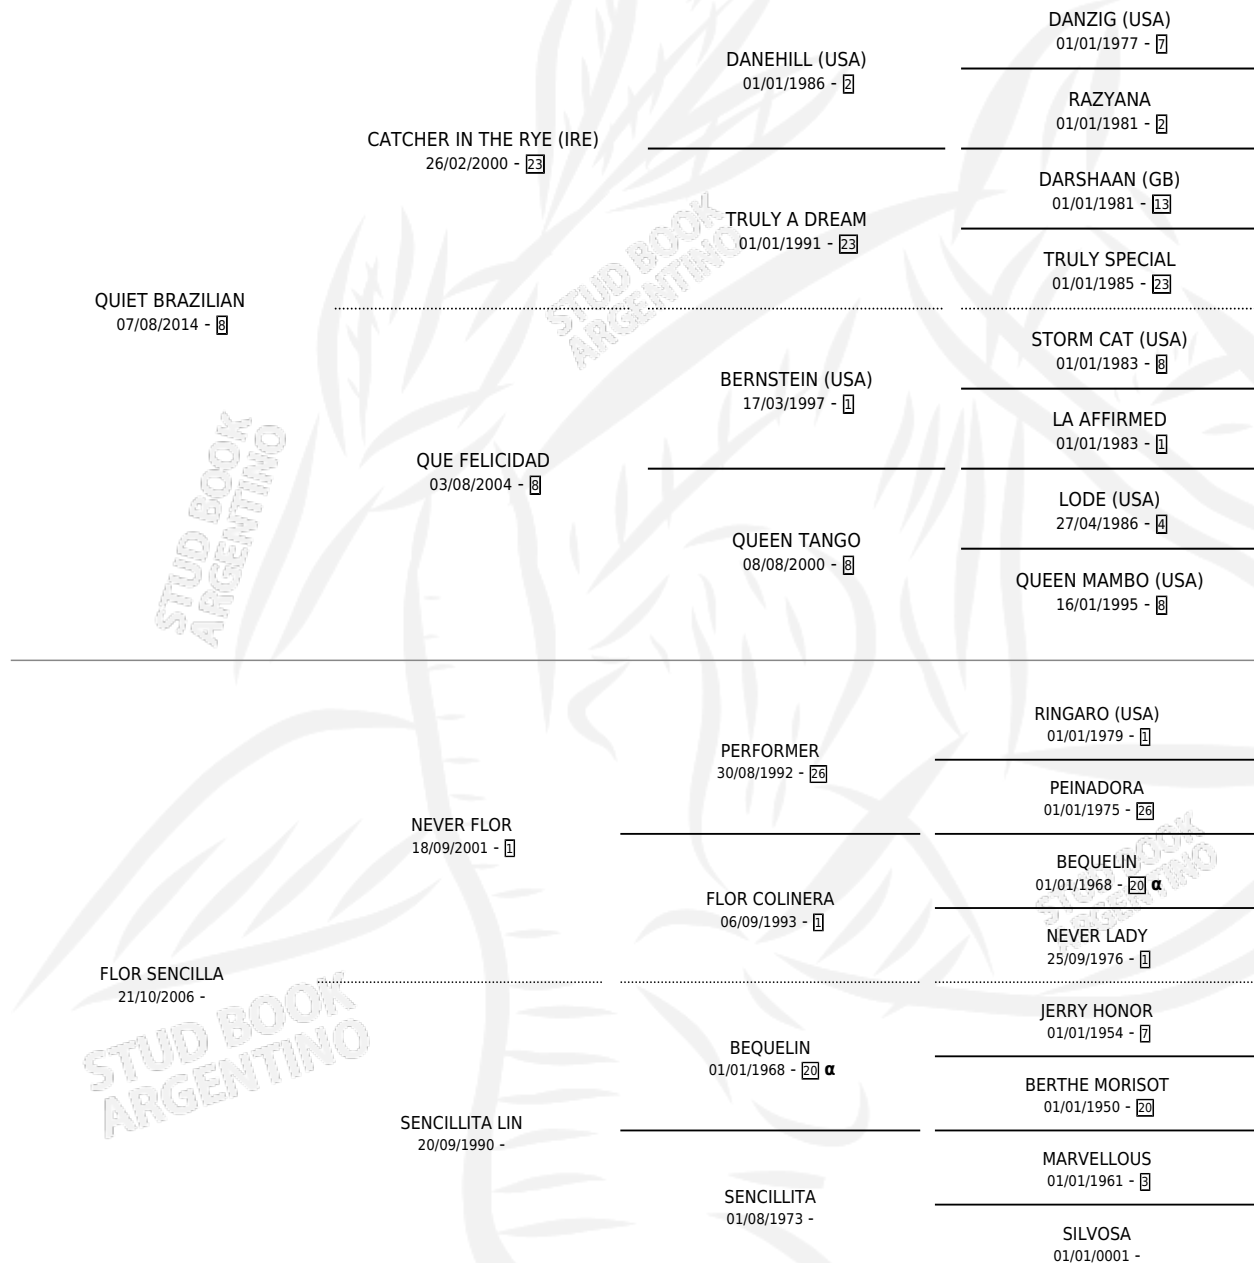 DANZIG (USA)
01/01/1977 - 7
DANEHILL (USA)
01/01/1986 - 2
RAZYANA
01/01/1981 - 2
CATCHER IN THE RYE (IRE)
26/02/2000 - 23
DARSHAAN (GB)
01/01/1981 - 13
TRULY A DREAM
01/01/1991 - 23
TRULY SPECIAL
01/01/1985 - 23
QUIET BRAZILIAN
07/08/2014 - 8
STORM CAT (USA)
01/01/1983 - 8
BERNSTEIN (USA)
17/03/1997 - 1
LA AFFIRMED
01/01/1983 - 1
QUE FELICIDAD
03/08/2004 - 8
LODE (USA)
27/04/1986 - 4
QUEEN TANGO
08/08/2000 - 8
QUEEN MAMBO (USA)
16/01/1995 - 8
RINGARO (USA)
01/01/1979 - 1
PERFORMER
30/08/1992 - 26
PEINADORA
01/01/1975 - 26
NEVER FLOR
18/09/2001 - 1
BEQUELIN
01/01/1968 - 20 α
FLOR COLINERA
06/09/1993 - 1
NEVER LADY
25/09/1976 - 1
FLOR SENCILLA
21/10/2006 -
JERRY HONOR
01/01/1954 - 7
BEQUELIN
01/01/1968 - 20 α
BERTHE MORISOT
01/01/1950 - 20
SENCILLITA LIN
20/09/1990 -
MARVELLOUS
01/01/1961 - 3
SENCILLITA
01/08/1973 -
SILVOSA
01/01/0001 -
STUD BOOK
ARGENTINO
STUD BOOK
ARGENTINO
STUD BOOK
ARGENTINO
STUD BOOK
ARGENTINO